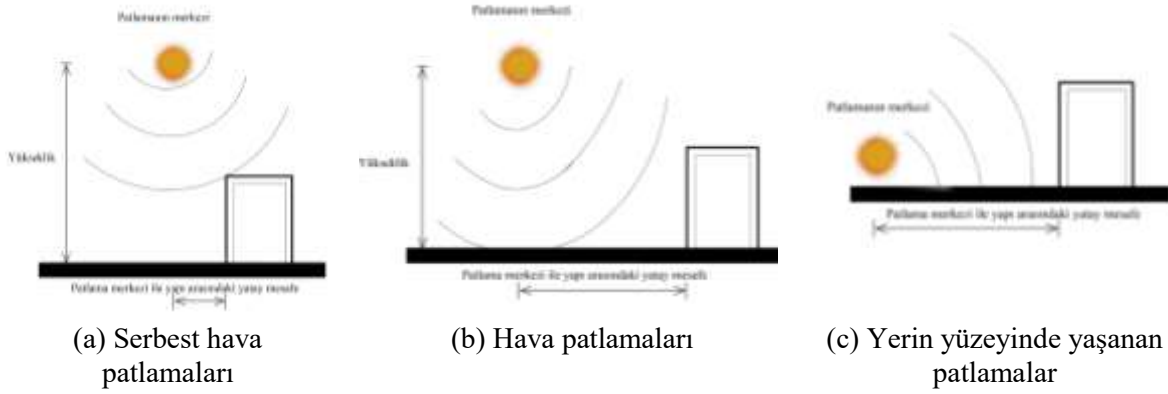 Patlamanın merkezi
Patlamanın merkezi
Patlamanın merkezi
Yükseklik
Yükseklik
Patlama merkezi ile yapı arasındaki yatay mesafe
Patlama merkezi ile yapı arasındaki yatay mesafe
Patlama merkezi ile yapı arasındaki yatay mesafe
(a) Serbest hava
patlamaları
(b) Hava patlamaları
(c) Yerin yüzeyinde yaşanan
patlamalar